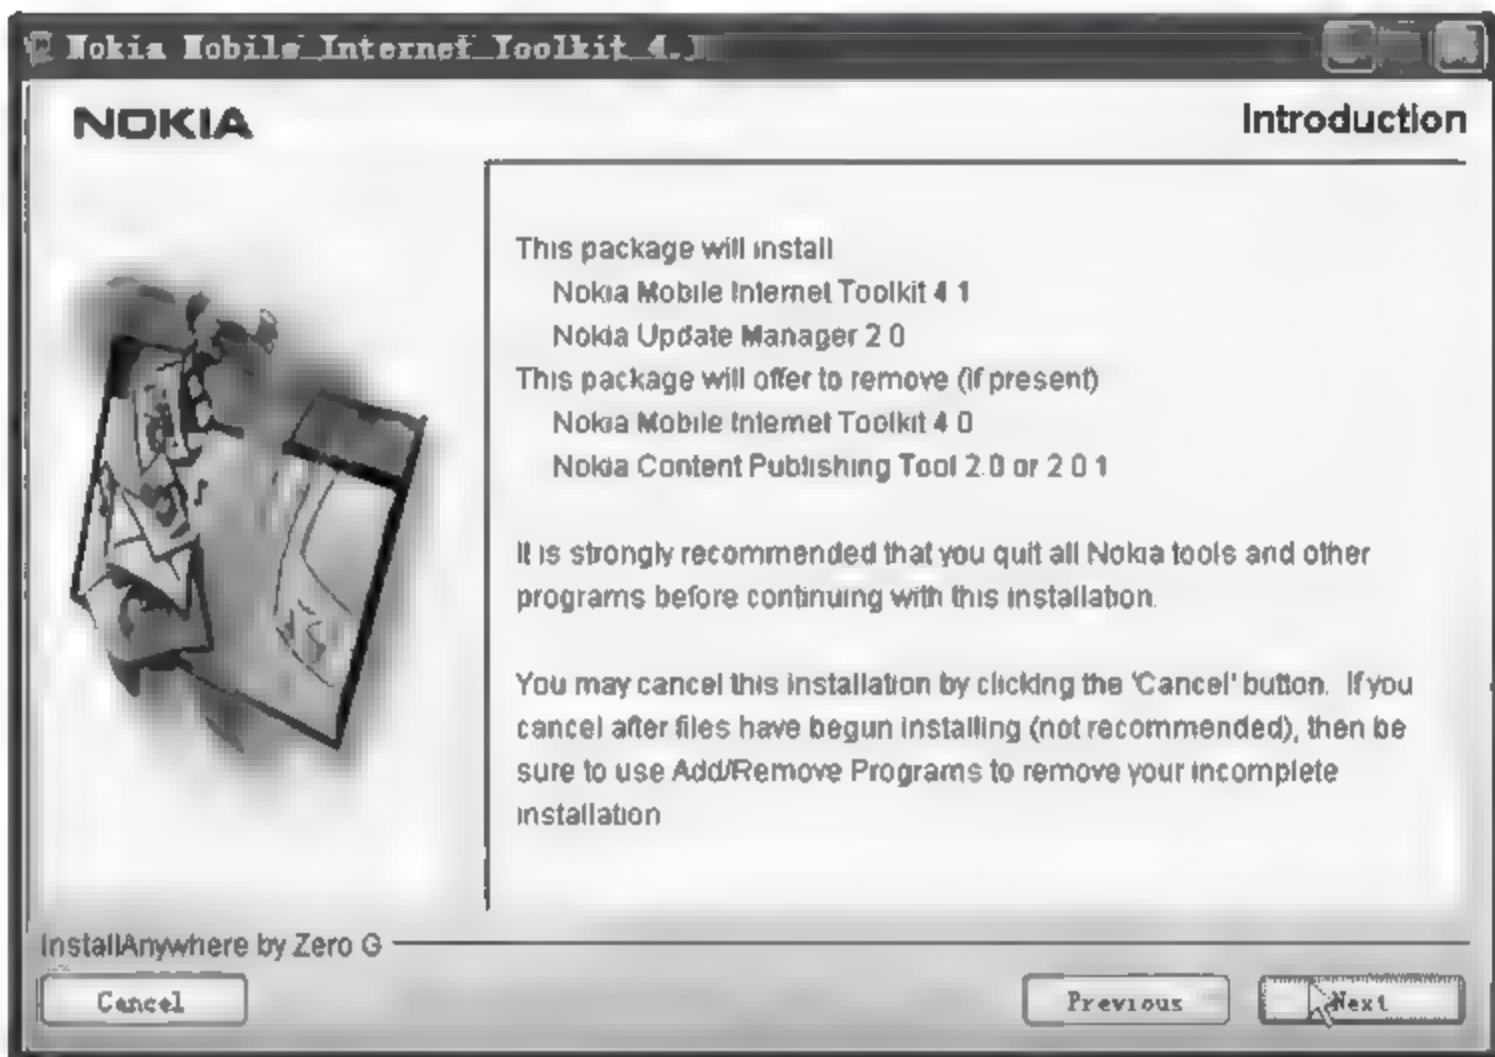 Nokia Mobile Internet Toolkit 4.1
NOKIA
Introduction
This package will install
Nokia Mobile Internet Toolkit 4 1
Nokia Update Manager 2 0
This package will offer to remove (if present)
Nokia Mobile Internet Toolkit 4 0
Nokia Content Publishing Tool 2.0 or 2 0 1
It is strongly recommended that you quit all Nokia tools and other
programs before continuing with this installation.
You may cancel this installation by clicking the 'Cancel' button. If you
cancel after files have begun installing (not recommended), then be
sure to use Add/Remove Programs to remove your incomplete
installation
InstallAnywhere by Zero G
Cancel
Previous
Next